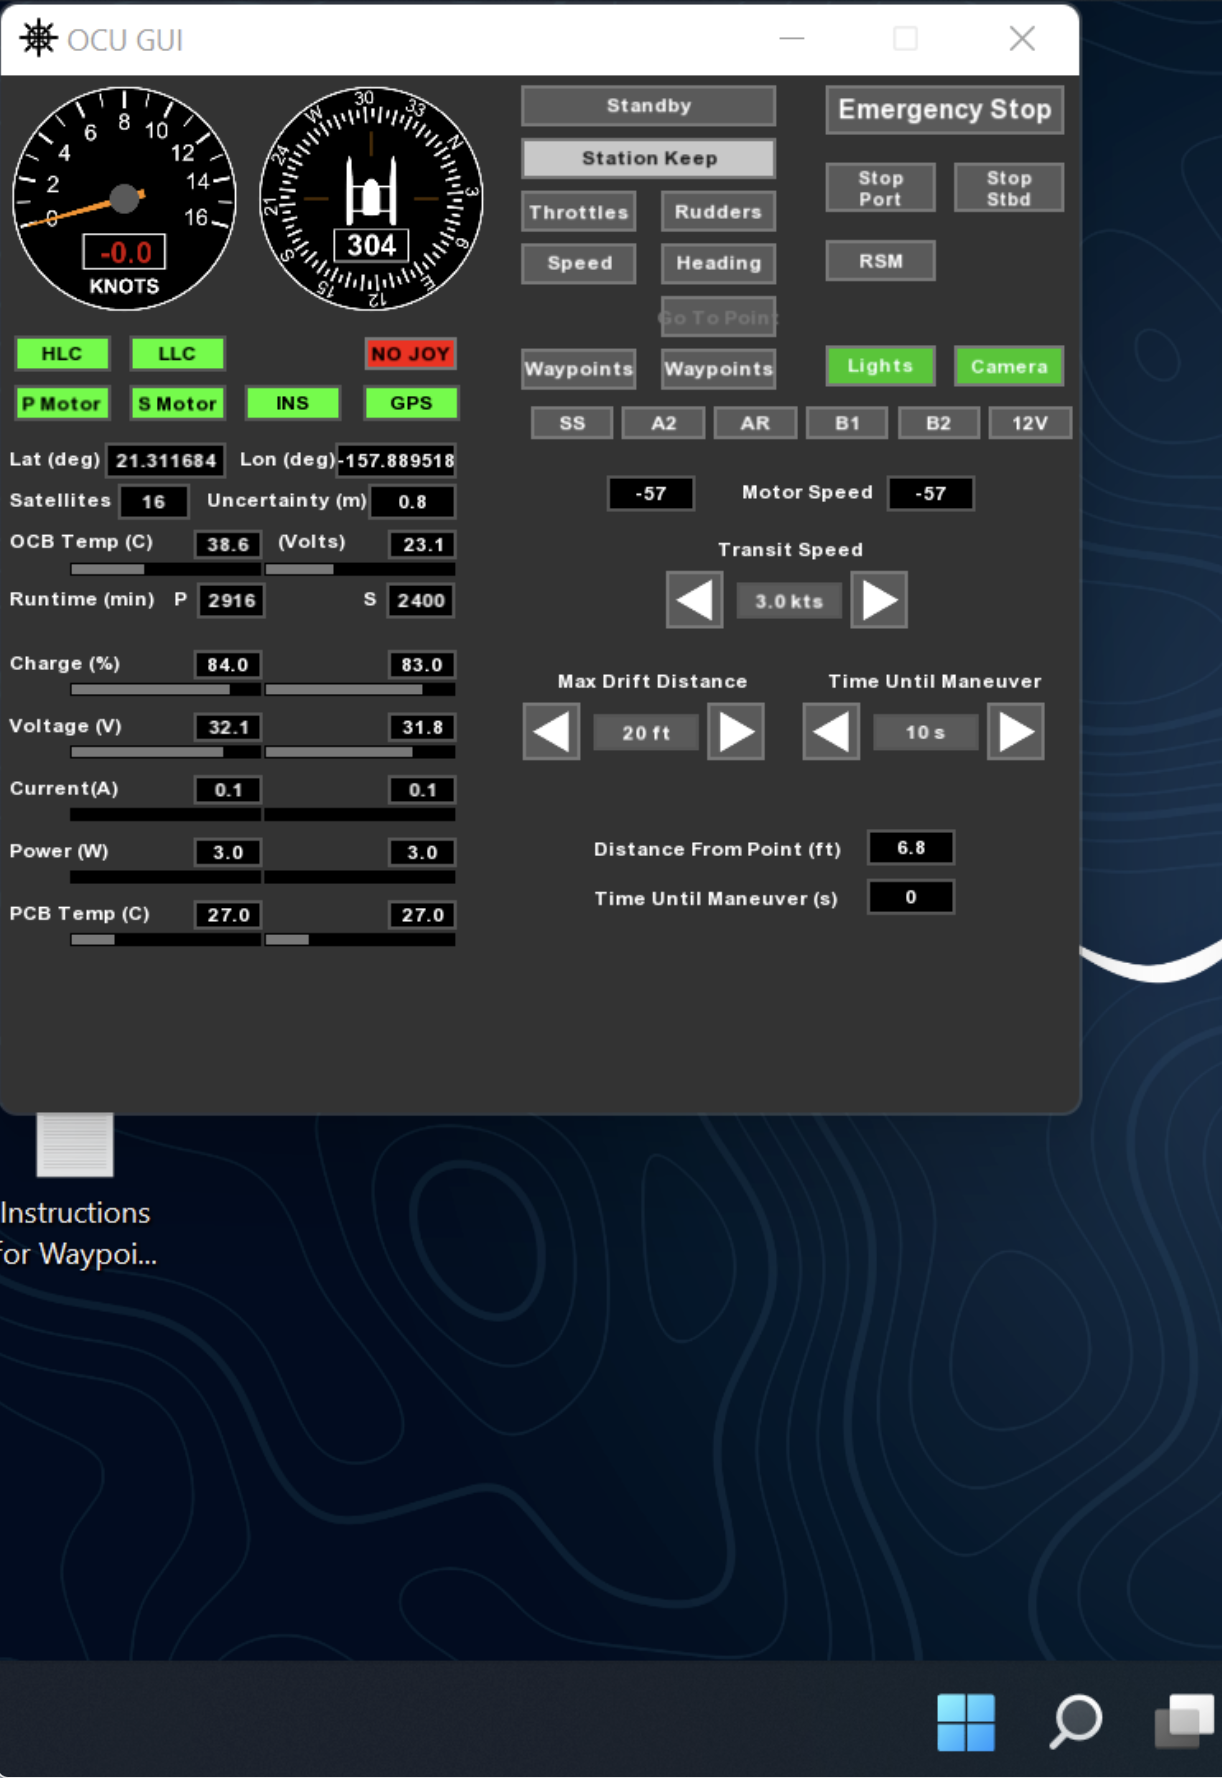 OCU GUI
0 2 4 6 8 10 12 14 16
-0.0
KNOTS
N 3 6 E 12 15 S 21 24 W 30 33
304
Standby
Station Keep
Throttles Rudders
Speed Heading
Go To Point
Waypoints Waypoints
Emergency Stop
Stop Port
Stop Stbd
RSM
Lights Camera
SS A2 AR B1 B2 12V
HLC LLC NO JOY
P Motor S Motor INS GPS
Lat (deg) 21.311684 Lon (deg) -157.889518
Satellites 16 Uncertainty (m) 0.8
OCB Temp (C) 38.6 (Volts) 23.1
Runtime (min) P 2916 S 2400
Charge (%) 84.0 83.0
Voltage (V) 32.1 31.8
Current(A) 0.1 0.1
Power (W) 3.0 3.0
PCB Temp (C) 27.0 27.0
-57 Motor Speed -57
Transit Speed
3.0 kts
Max Drift Distance Time Until Maneuver
20 ft 10 s
Distance From Point (ft) 6.8
Time Until Maneuver (s) 0
Instructions
for Waypoi...